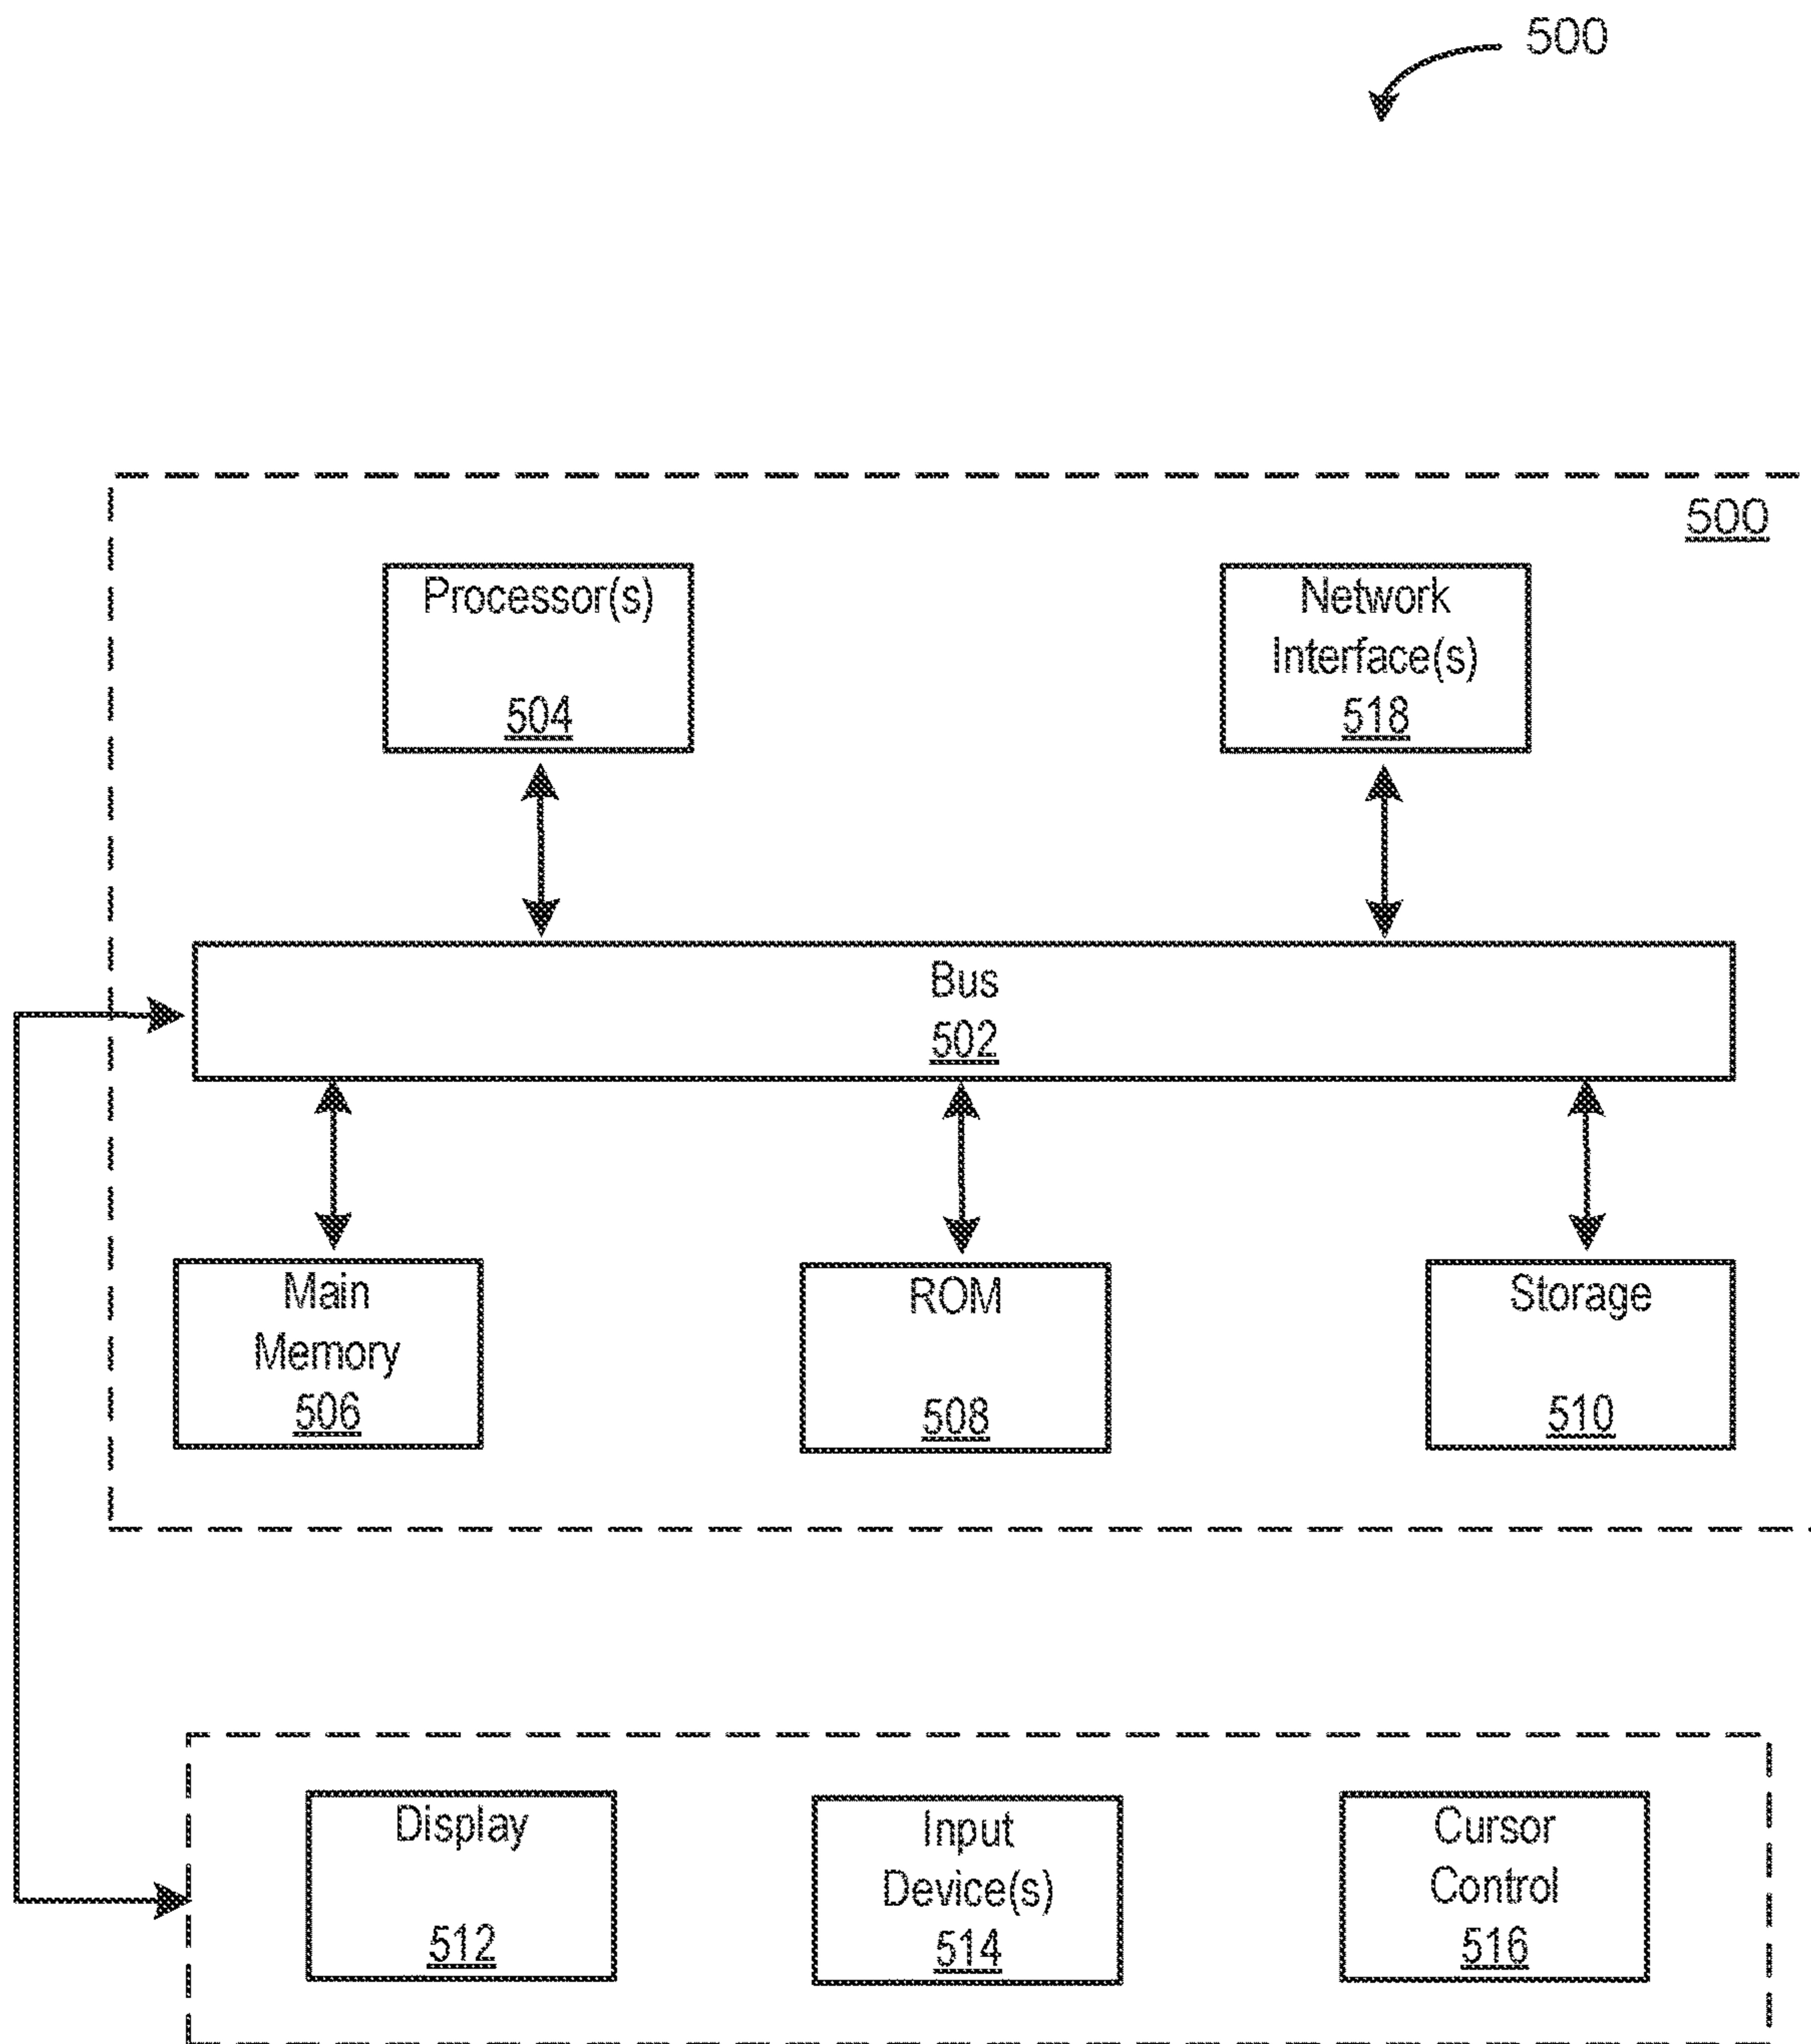 500
500
Processor(s)
504
Network
Interface(s)
518
Bus
502
Main
Memory
506
ROM
508
Storage
510
Display
512
Input
Device(s)
514
Cursor
Control
516